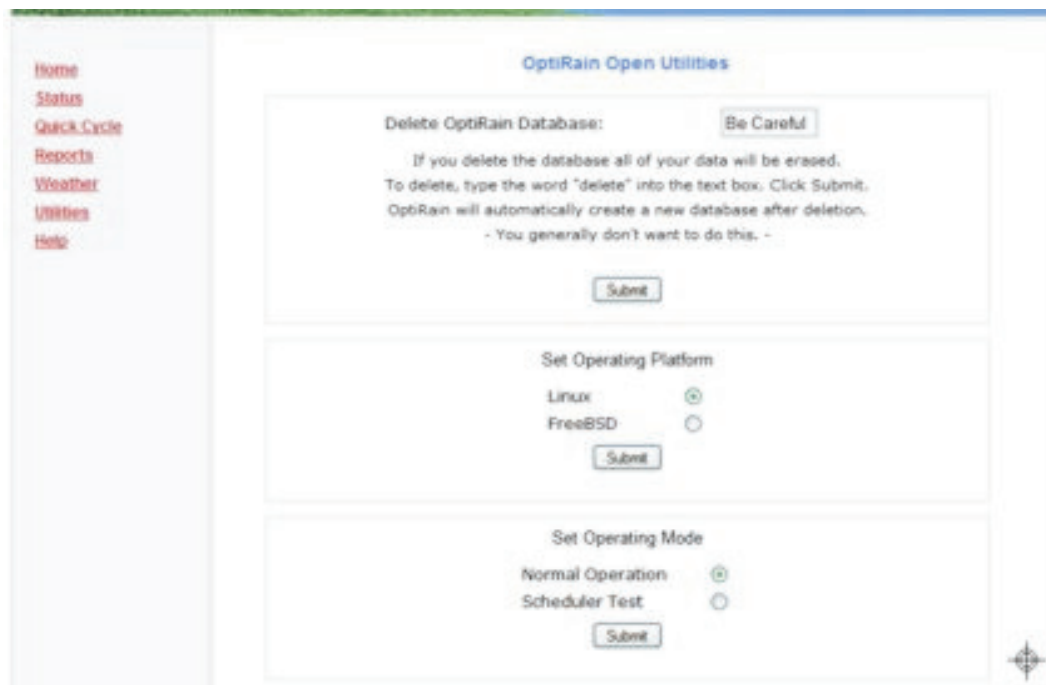 Home
Status
Quick Cycle
Reports
Weather
Utilities
Help
OptiRain Open Utilities
Delete OptiRain Database: Be Careful
If you delete the database all of your data will be erased.
To delete, type the word "delete" into the text box. Click Submit.
OptiRain will automatically create a new database after deletion.
- You generally don't want to do this. -
Submit
Set Operating Platform
Linux
FreeBSD
Submit
Set Operating Mode
Normal Operation
Scheduler Test
Submit